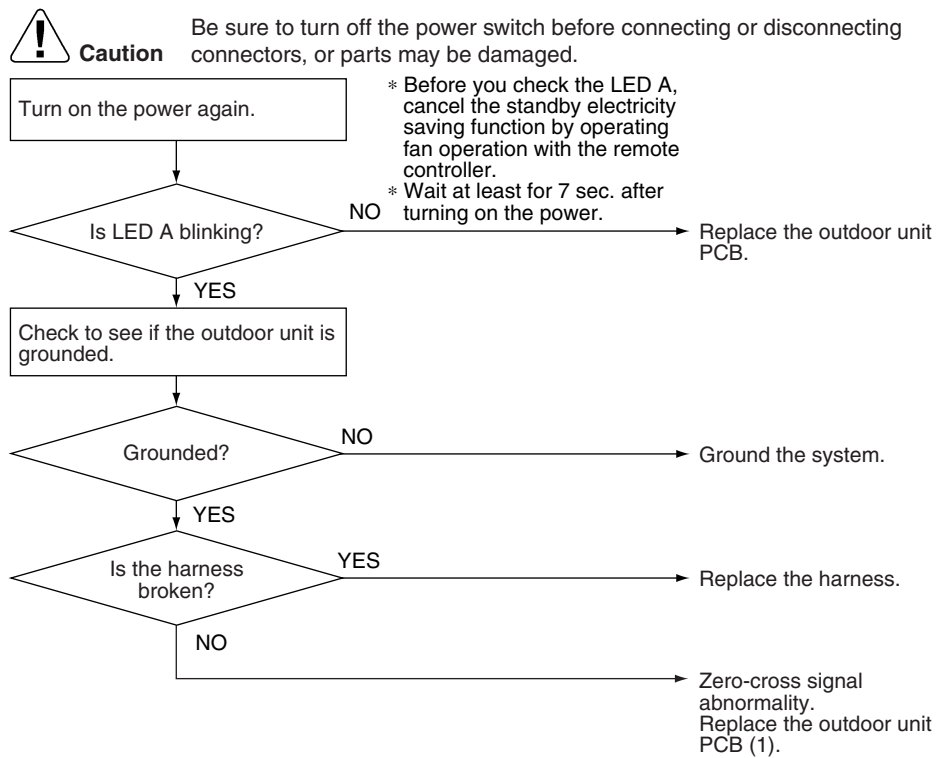 Be sure to turn off the power switch before connecting or disconnecting
Caution connectors, or parts may be damaged.
Turn on the power again.
* Before you check the LED A,
cancel the standby electricity
saving function by operating
fan operation with the remote
controller.
* Wait at least for 7 sec. after
turning on the power.
Is LED A blinking?
NO
Replace the outdoor unit
PCB.
YES
Check to see if the outdoor unit is
grounded.
Grounded?
NO
Ground the system.
YES
Is the harness
broken?
YES
Replace the harness.
NO
Zero-cross signal
abnormality.
Replace the outdoor unit
PCB (1).